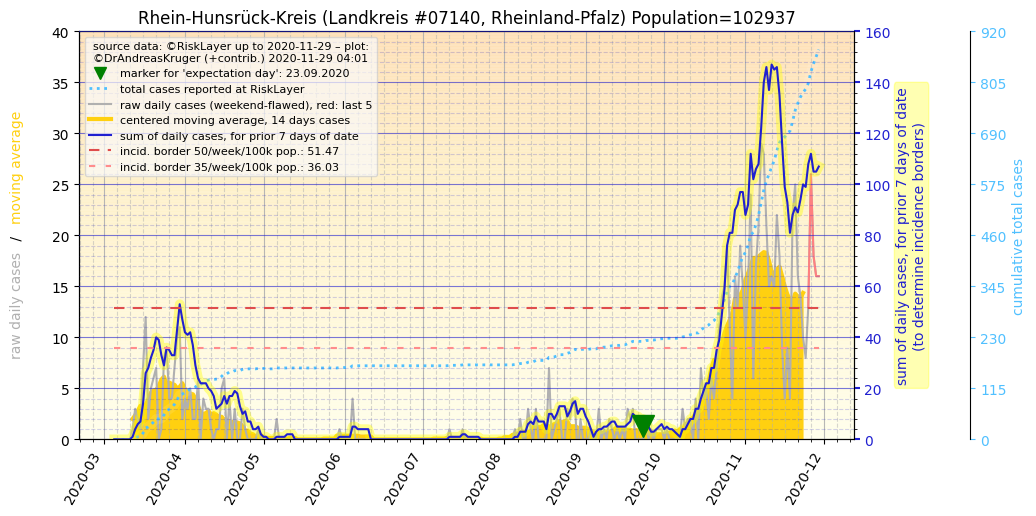 Rhein-Hunsrück-Kreis (Landkreis #07140, Rheinland-Pfalz) Population=102937
source data: ©RiskLayer up to 2020-11-29 – plot:
©DrAndreasKruger (+contrib.) 2020-11-29 04:01
marker for 'expectation day': 23.09.2020
total cases reported at RiskLayer
raw daily cases (weekend-flawed), red: last 5
centered moving average, 14 days cases
sum of daily cases, for prior 7 days of date
incid. border 50/week/100k pop.: 51.47
incid. border 35/week/100k pop.: 36.03
raw daily cases / moving average
40
35
30
25
20
15
10
5
0
160
140
120
100
80
60
40
20
0
sum of daily cases, for prior 7 days of date
(to determine incidence borders)
920
805
690
575
460
345
230
115
0
cumulative total cases
2020-03
2020-04
2020-05
2020-06
2020-07
2020-08
2020-09
2020-10
2020-11
2020-12